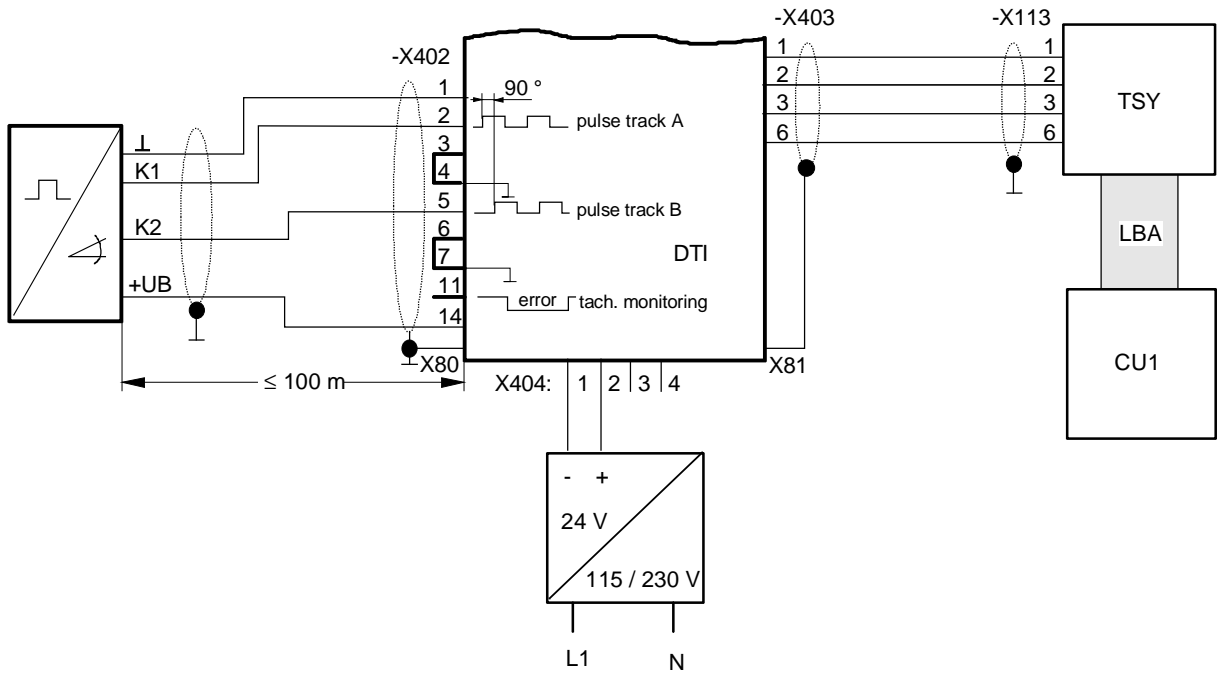 -X403
-X113
-X402
1
2
3
4
5
6
7
11
14
90 °
pulse track A
pulse track B
DTI
error
tach. monitoring
⊥
K1
K2
+UB
≤ 100 m
X80
X81
X404: 1 2 3 4
1
2
3
6
1
2
3
6
TSY
LBA
CU1
- +
24 V
115 / 230 V
L1
N